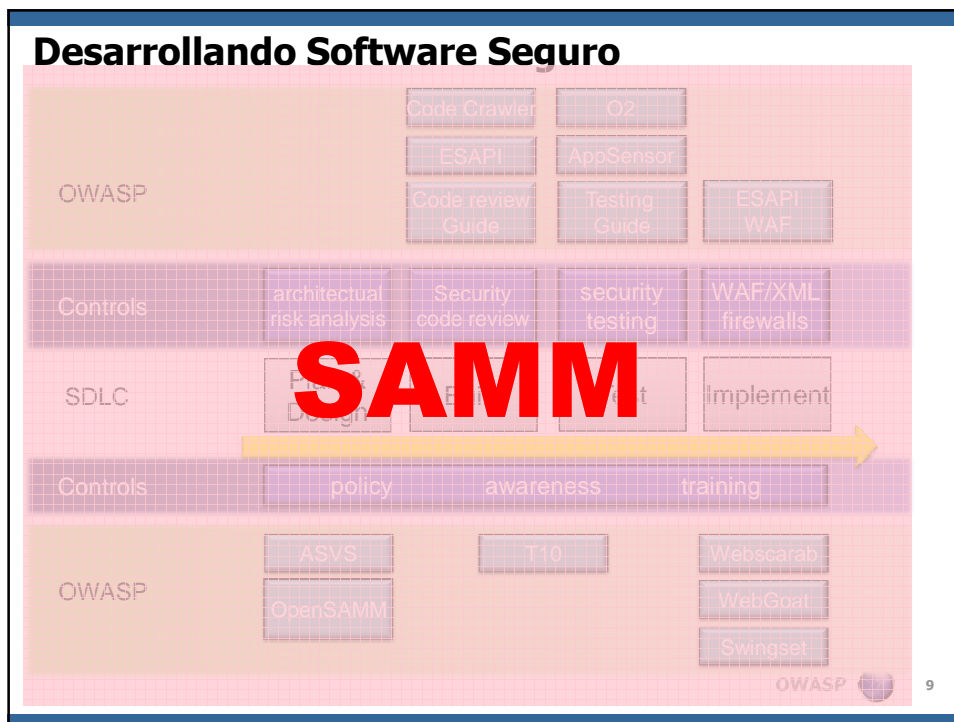 Desarrollando Software Seguro
Code Crawler
O2
ESAPI
AppSensor
OWASP
Code review
Guide
Testing
Guide
ESAPI
WAF
Controls
architectual
risk analysis
Security
code review
security
testing
WAF/XML
firewalls
SAMM
SDLC
Design
Implement
Controls
policy awareness training
ASVS
T10
Webscarab
OWASP
OpenSAMM
WebGoat
Swingset
OWASP
9